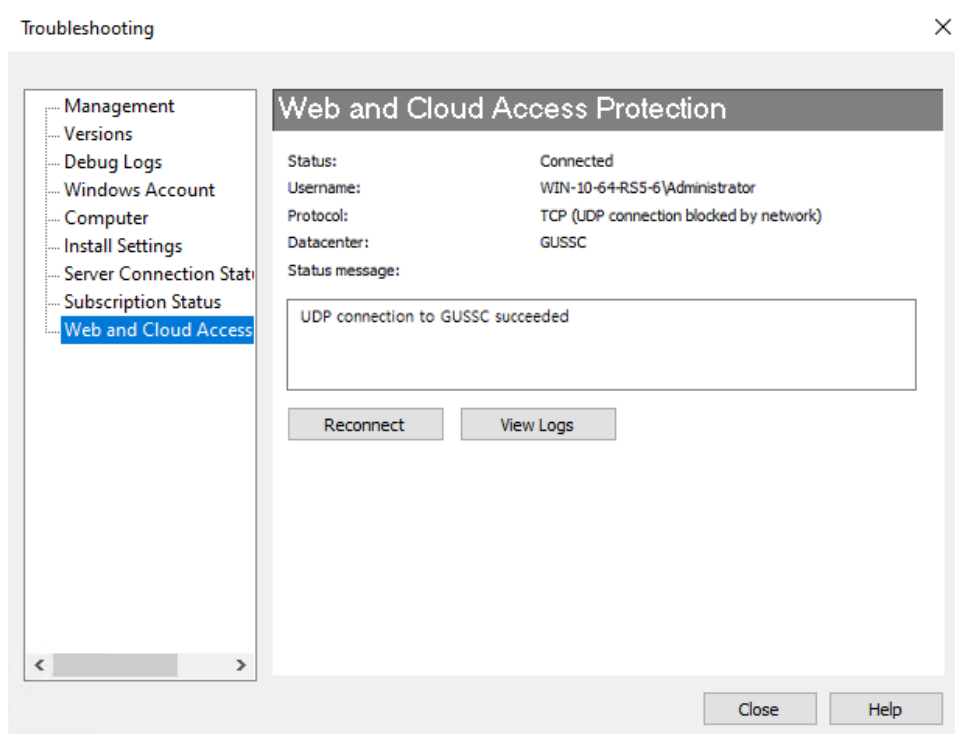 Troubleshooting
Management
Versions
Debug Logs
Windows Account
Computer
Install Settings
Server Connection Stat
Subscription Status
Web and Cloud Access
Web and Cloud Access Protection
Status: Connected
Username: WIN-10-64-RS5-6\Administrator
Protocol: TCP (UDP connection blocked by network)
Datacenter: GUSSC
Status message:
UDP connection to GUSSC succeeded
Reconnect View Logs
Close Help